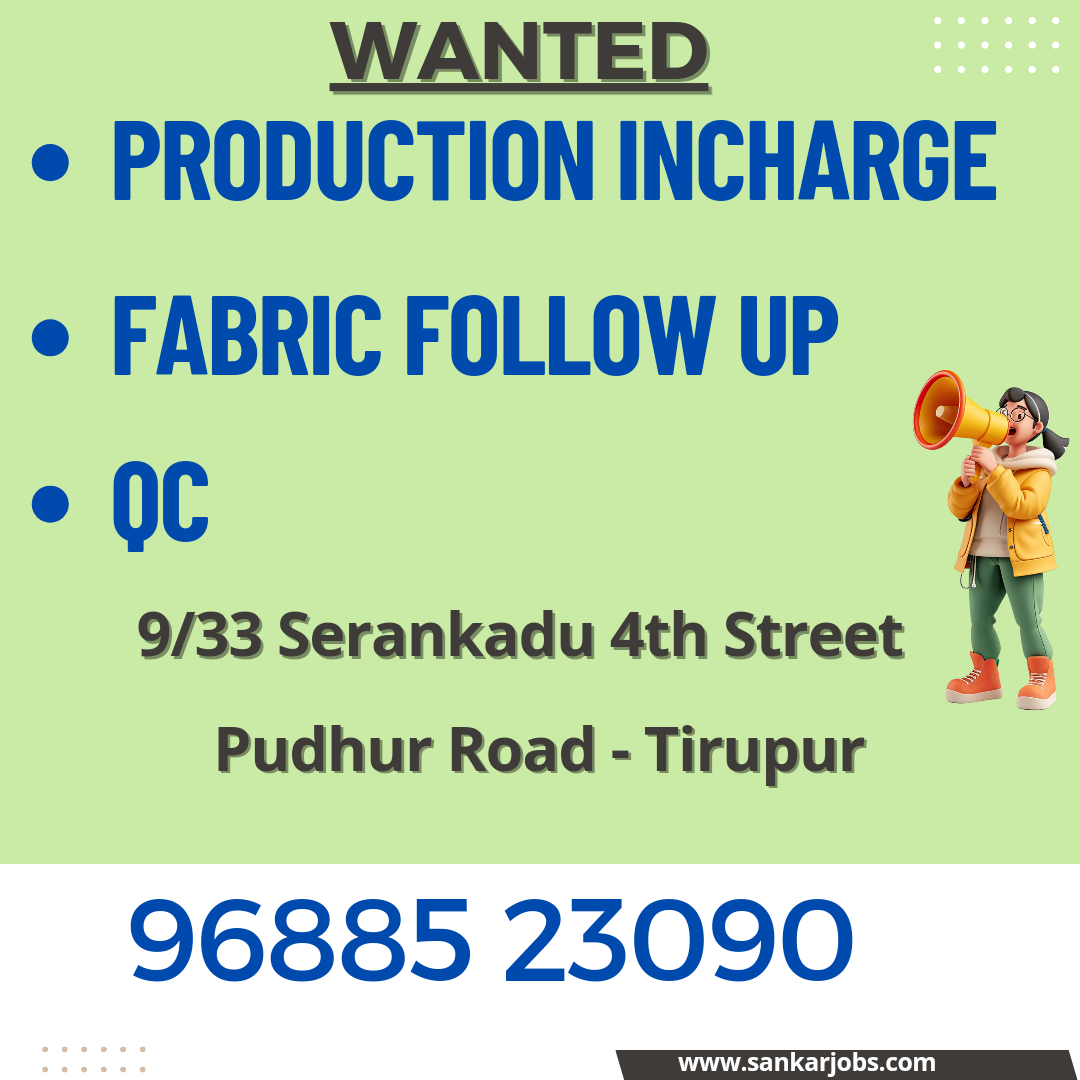 WANTED
• PRODUCTION INCHARGE
• FABRIC FOLLOW UP
• QC
9/33 Serankadu 4th Street
Pudhur Road - Tirupur
96885 23090
www.sankarjobs.com